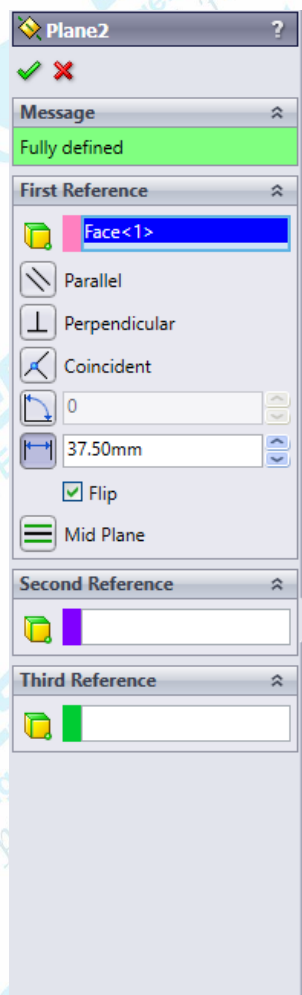 Plane2 ?
Message
Fully defined
First Reference
Face<1>
Parallel
Perpendicular
Coincident
0
37.50mm
Flip
Mid Plane
Second Reference
Third Reference